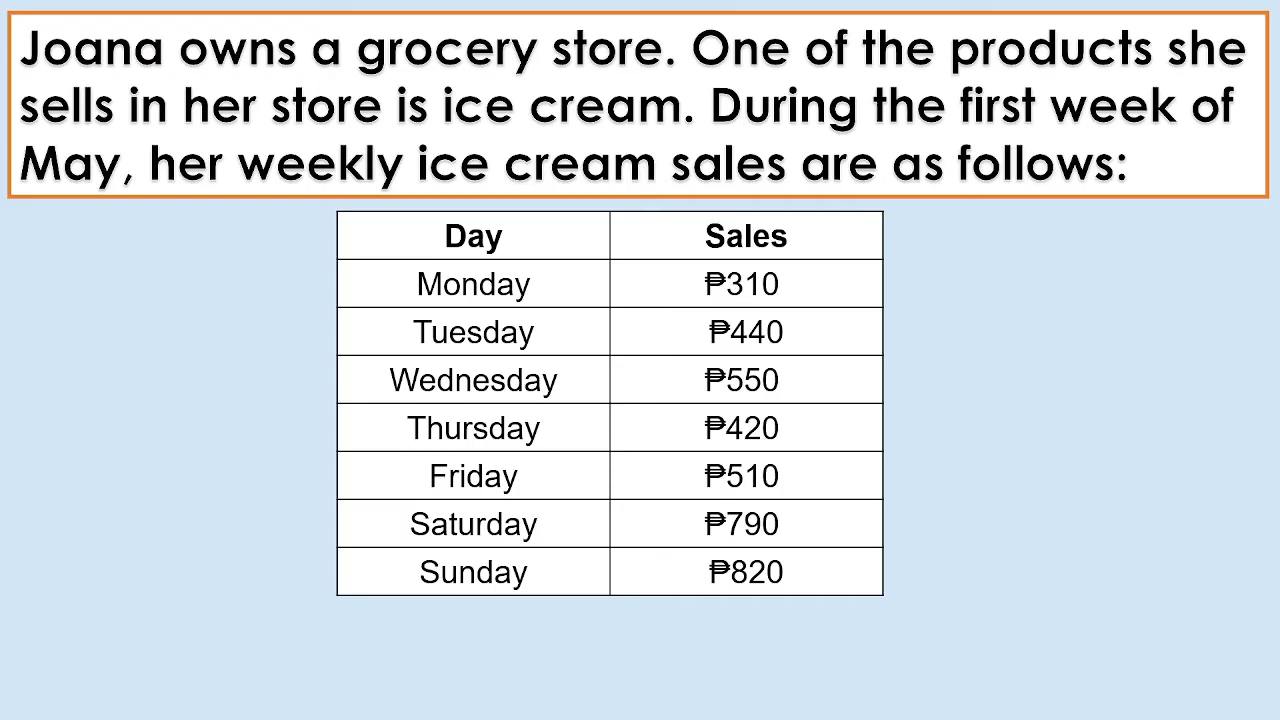 Joana owns a grocery store. One of the products she
sells in her store is ice cream. During the first week of
May, her weekly ice cream sales are as follows:
Day Sales
Monday ₱310
Tuesday ₱440
Wednesday ₱550
Thursday ₱420
Friday ₱510
Saturday ₱790
Sunday ₱820